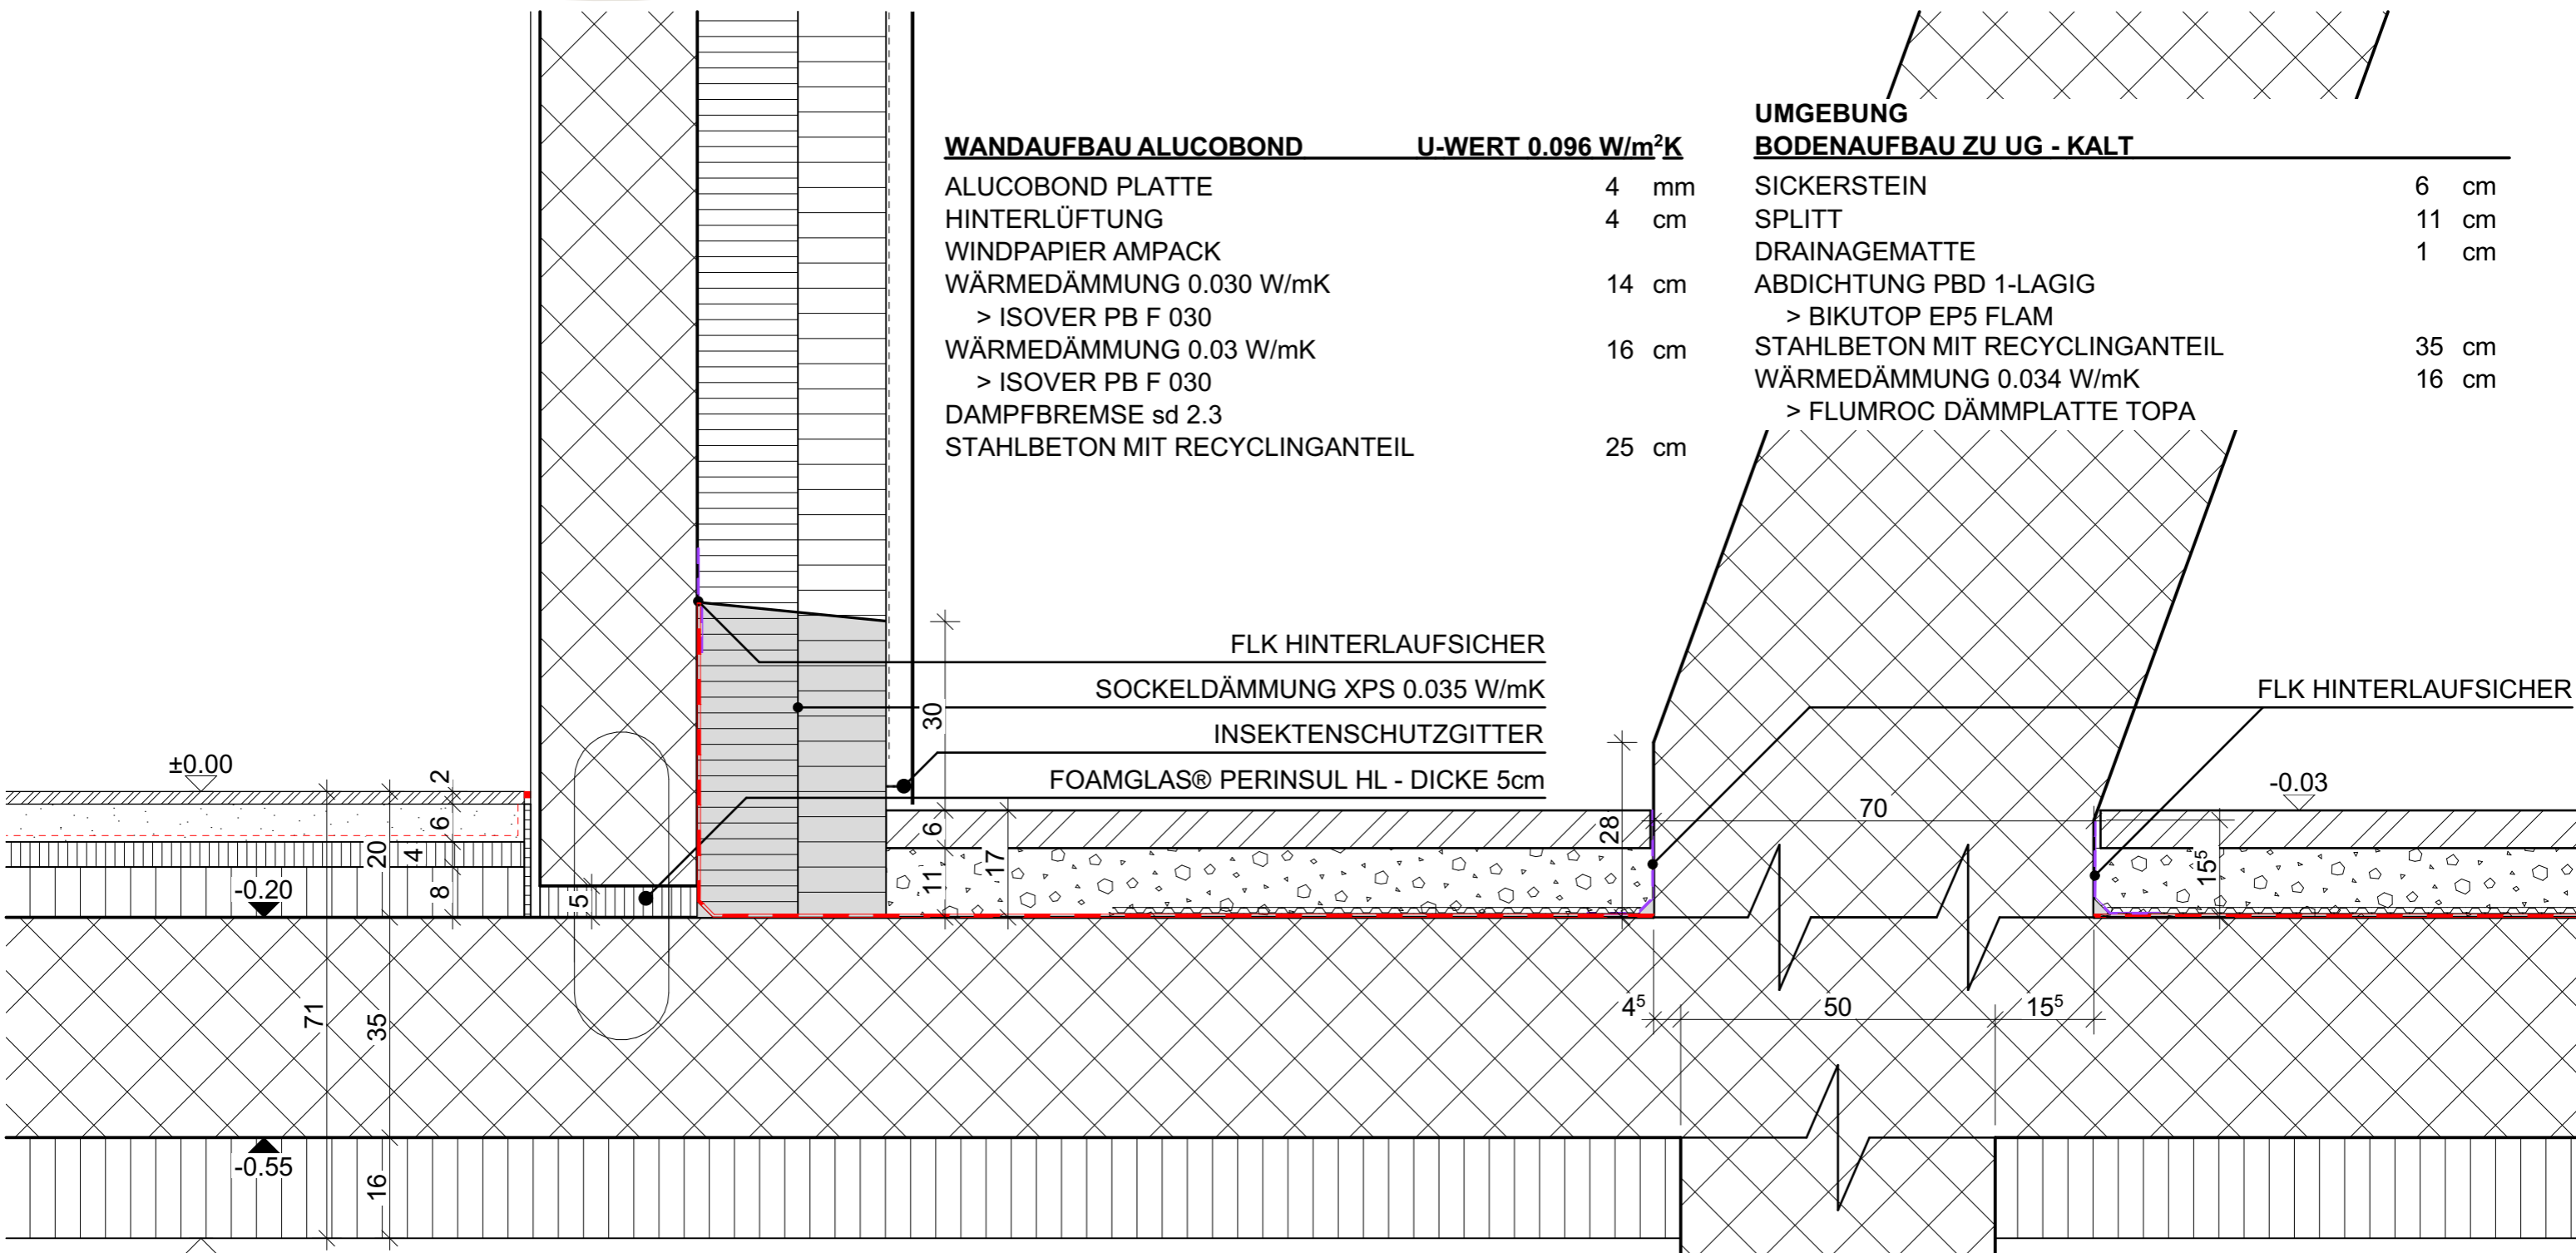 UMGEBUNG
WANDAUFBAU ALUCOBOND U-WERT 0.096 W/m²K
BODENAUFBAU ZU UG - KALT
ALUCOBOND PLATTE 4 mm
HINTERLÜFTUNG 4 cm
WINDPAPIER AMPACK
WÄRMEDÄMMUNG 0.030 W/mK 14 cm
> ISOVER PB F 030
WÄRMEDÄMMUNG 0.03 W/mK 16 cm
> ISOVER PB F 030
DAMPFBREMSE sd 2.3
STAHLBETON MIT RECYCLINGANTEIL 25 cm
SICKERSTEIN 6 cm
SPLITT 11 cm
DRAINAGEMATTE 1 cm
ABDICHTUNG PBD 1-LAGIG
> BIKUTOP EP5 FLAM
STAHLBETON MIT RECYCLINGANTEIL 35 cm
WÄRMEDÄMMUNG 0.034 W/mK 16 cm
> FLUMROC DÄMMPLATTE TOPA
FLK HINTERLAUFSICHER
SOCKELDÄMMUNG XPS 0.035 W/mK
INSEKTENSCHUTZGITTER
FOAMGLAS® PERINSUL HL - DICKE 5cm
FLK HINTERLAUFSICHER
30
±0.00
2
6
4
20
8
-0.20
5
6
11
17
28
70
-0.03
15⁵
71
35
4⁵
50
15⁵
-0.55
16